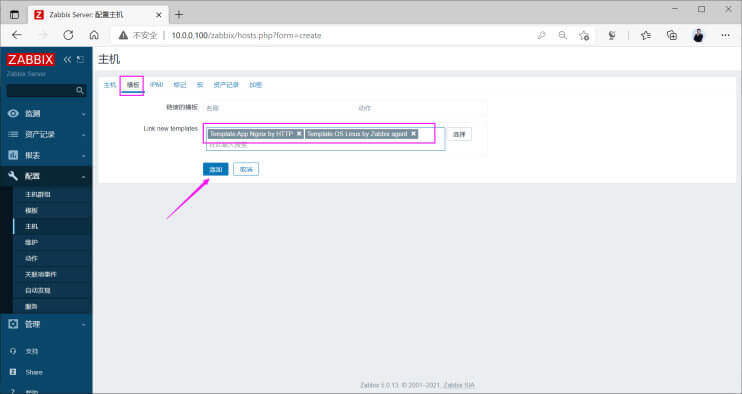 Zabbix Server: 配置主机
不安全 10.0.0.100/zabbix/hosts.php?form=create
ZABBIX
Zabbix Server
主机
主机 模板 IPMI 标记 宏 资产记录 加密
链接的模板 名称 动作
Link new templates Template App Nginx by HTTP Template OS Linux by Zabbix agent 选择
在此输入搜索
添加 取消
监测
资产记录
报表
配置
主机群组
模板
主机
维护
动作
关联项事件
自动发现
服务
管理
支持
Share
帮助
Zabbix 5.0.13. © 2001–2021, Zabbix SIA